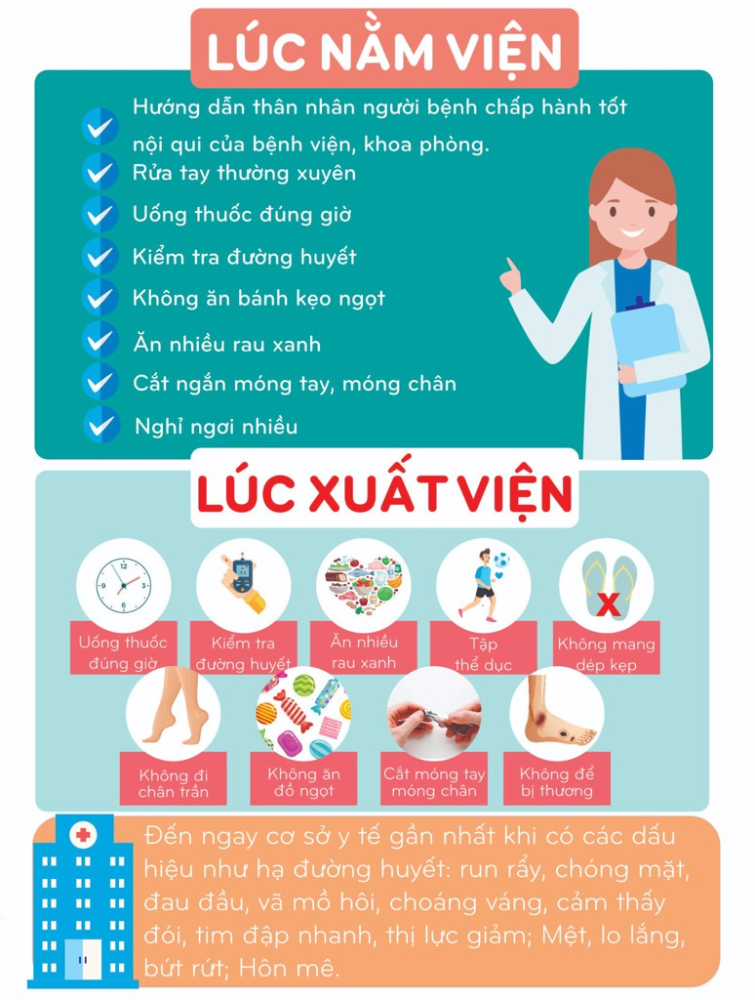 LÚC NẰM VIỆN
Hướng dẫn thân nhân người bệnh chấp hành tốt
nội qui của bệnh viện, khoa phòng.
Rửa tay thường xuyên
Uống thuốc đúng giờ
Kiểm tra đường huyết
Không ăn bánh kẹo ngọt
Ăn nhiều rau xanh
Cắt ngắn móng tay, móng chân
Nghỉ ngơi nhiều
LÚC XUẤT VIỆN
12
9
3
6
Uống thuốc
đúng giờ
Kiểm tra
đường huyết
Ăn nhiều
rau xanh
Tập
thể dục
X
Không mang
dép kẹp
Không đi
chân trần
Không ăn
đồ ngọt
Cắt móng tay
móng chân
Không để
bị thương
Đến ngay cơ sở y tế gần nhất khi có các dấu
hiệu như hạ đường huyết: run rẩy, chóng mặt,
đau đầu, vã mồ hôi, choáng váng, cảm thấy
đói, tim đập nhanh, thị lực giảm; Mệt, lo lắng,
bứt rứt; Hôn mê.